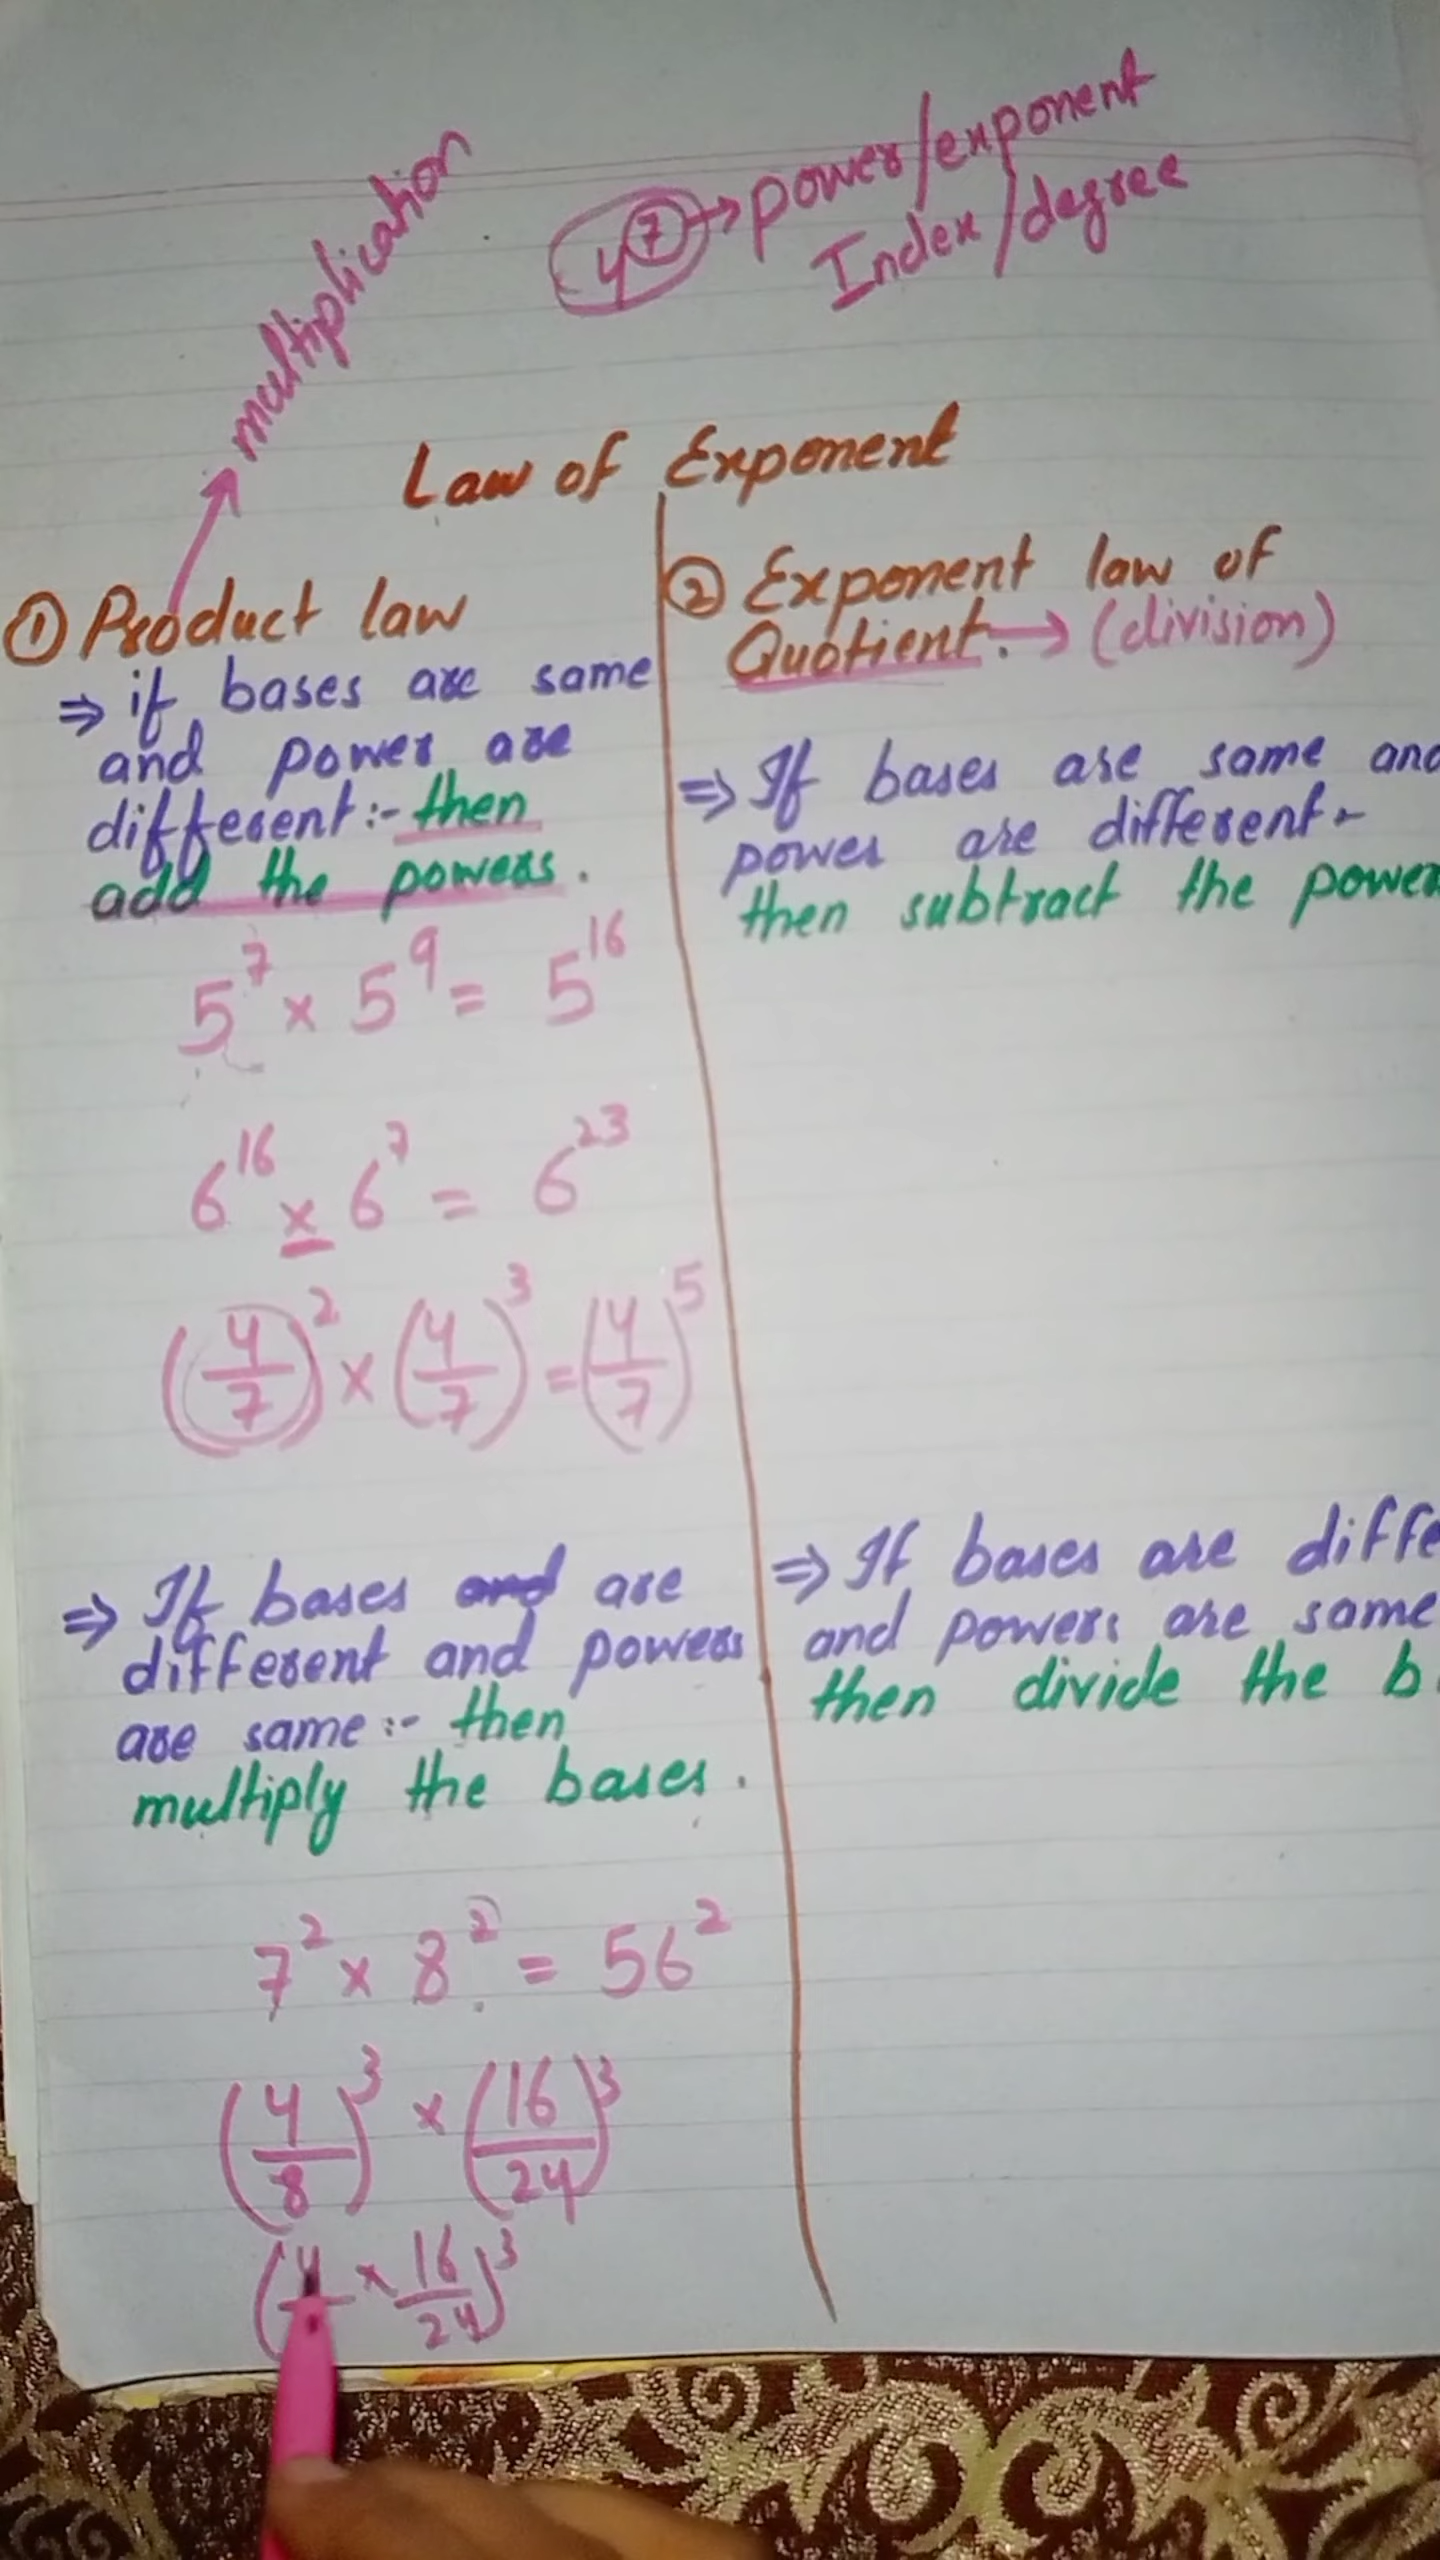 multiplication
4⁷ → power/exponent
Index/degree
Law of Exponent
① Product law
⇒ if bases are same
and power are
different:- then
add the powers.
5⁷ × 5⁹ = 5¹⁶
6¹⁶ × 6⁷ = 6²³
(4/7)² × (4/7)³ = (4/7)⁵
⇒ If bases are
different and powers
are same:- then
multiply the bases.
7² × 8² = 56²
(4/8)³ × (16/24)³
(4/ × 16/24)³
② Exponent law of
Quotient. → (division)
⇒ If bases are same and
power are different-
then subtract the power
⇒ If bases are diffe
and powers are same
then divide the b